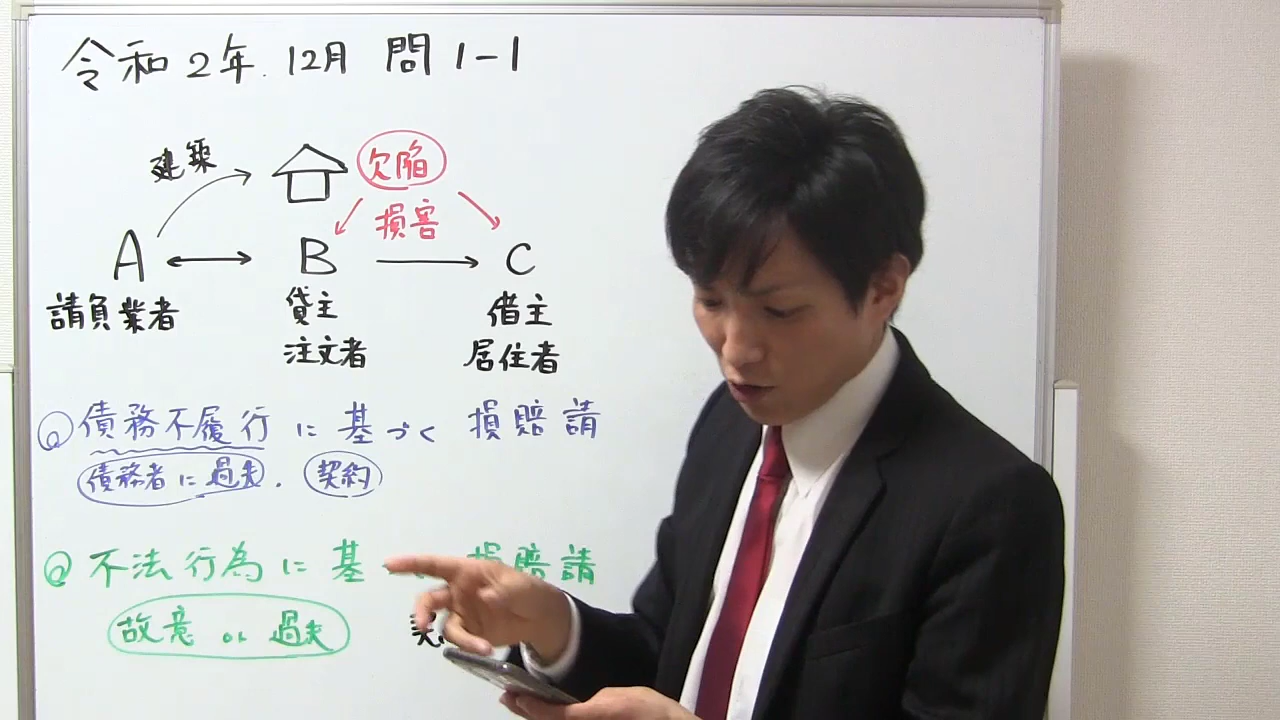 令和2年.12月 問1-1
建築
欠陥
損害
A B C
請負業者 貸主 借主
注文者 居住者
@債務不履行に基づく 損賠請
債務者に過失. 契約
@不法行為に基 損賠請
故意or過失